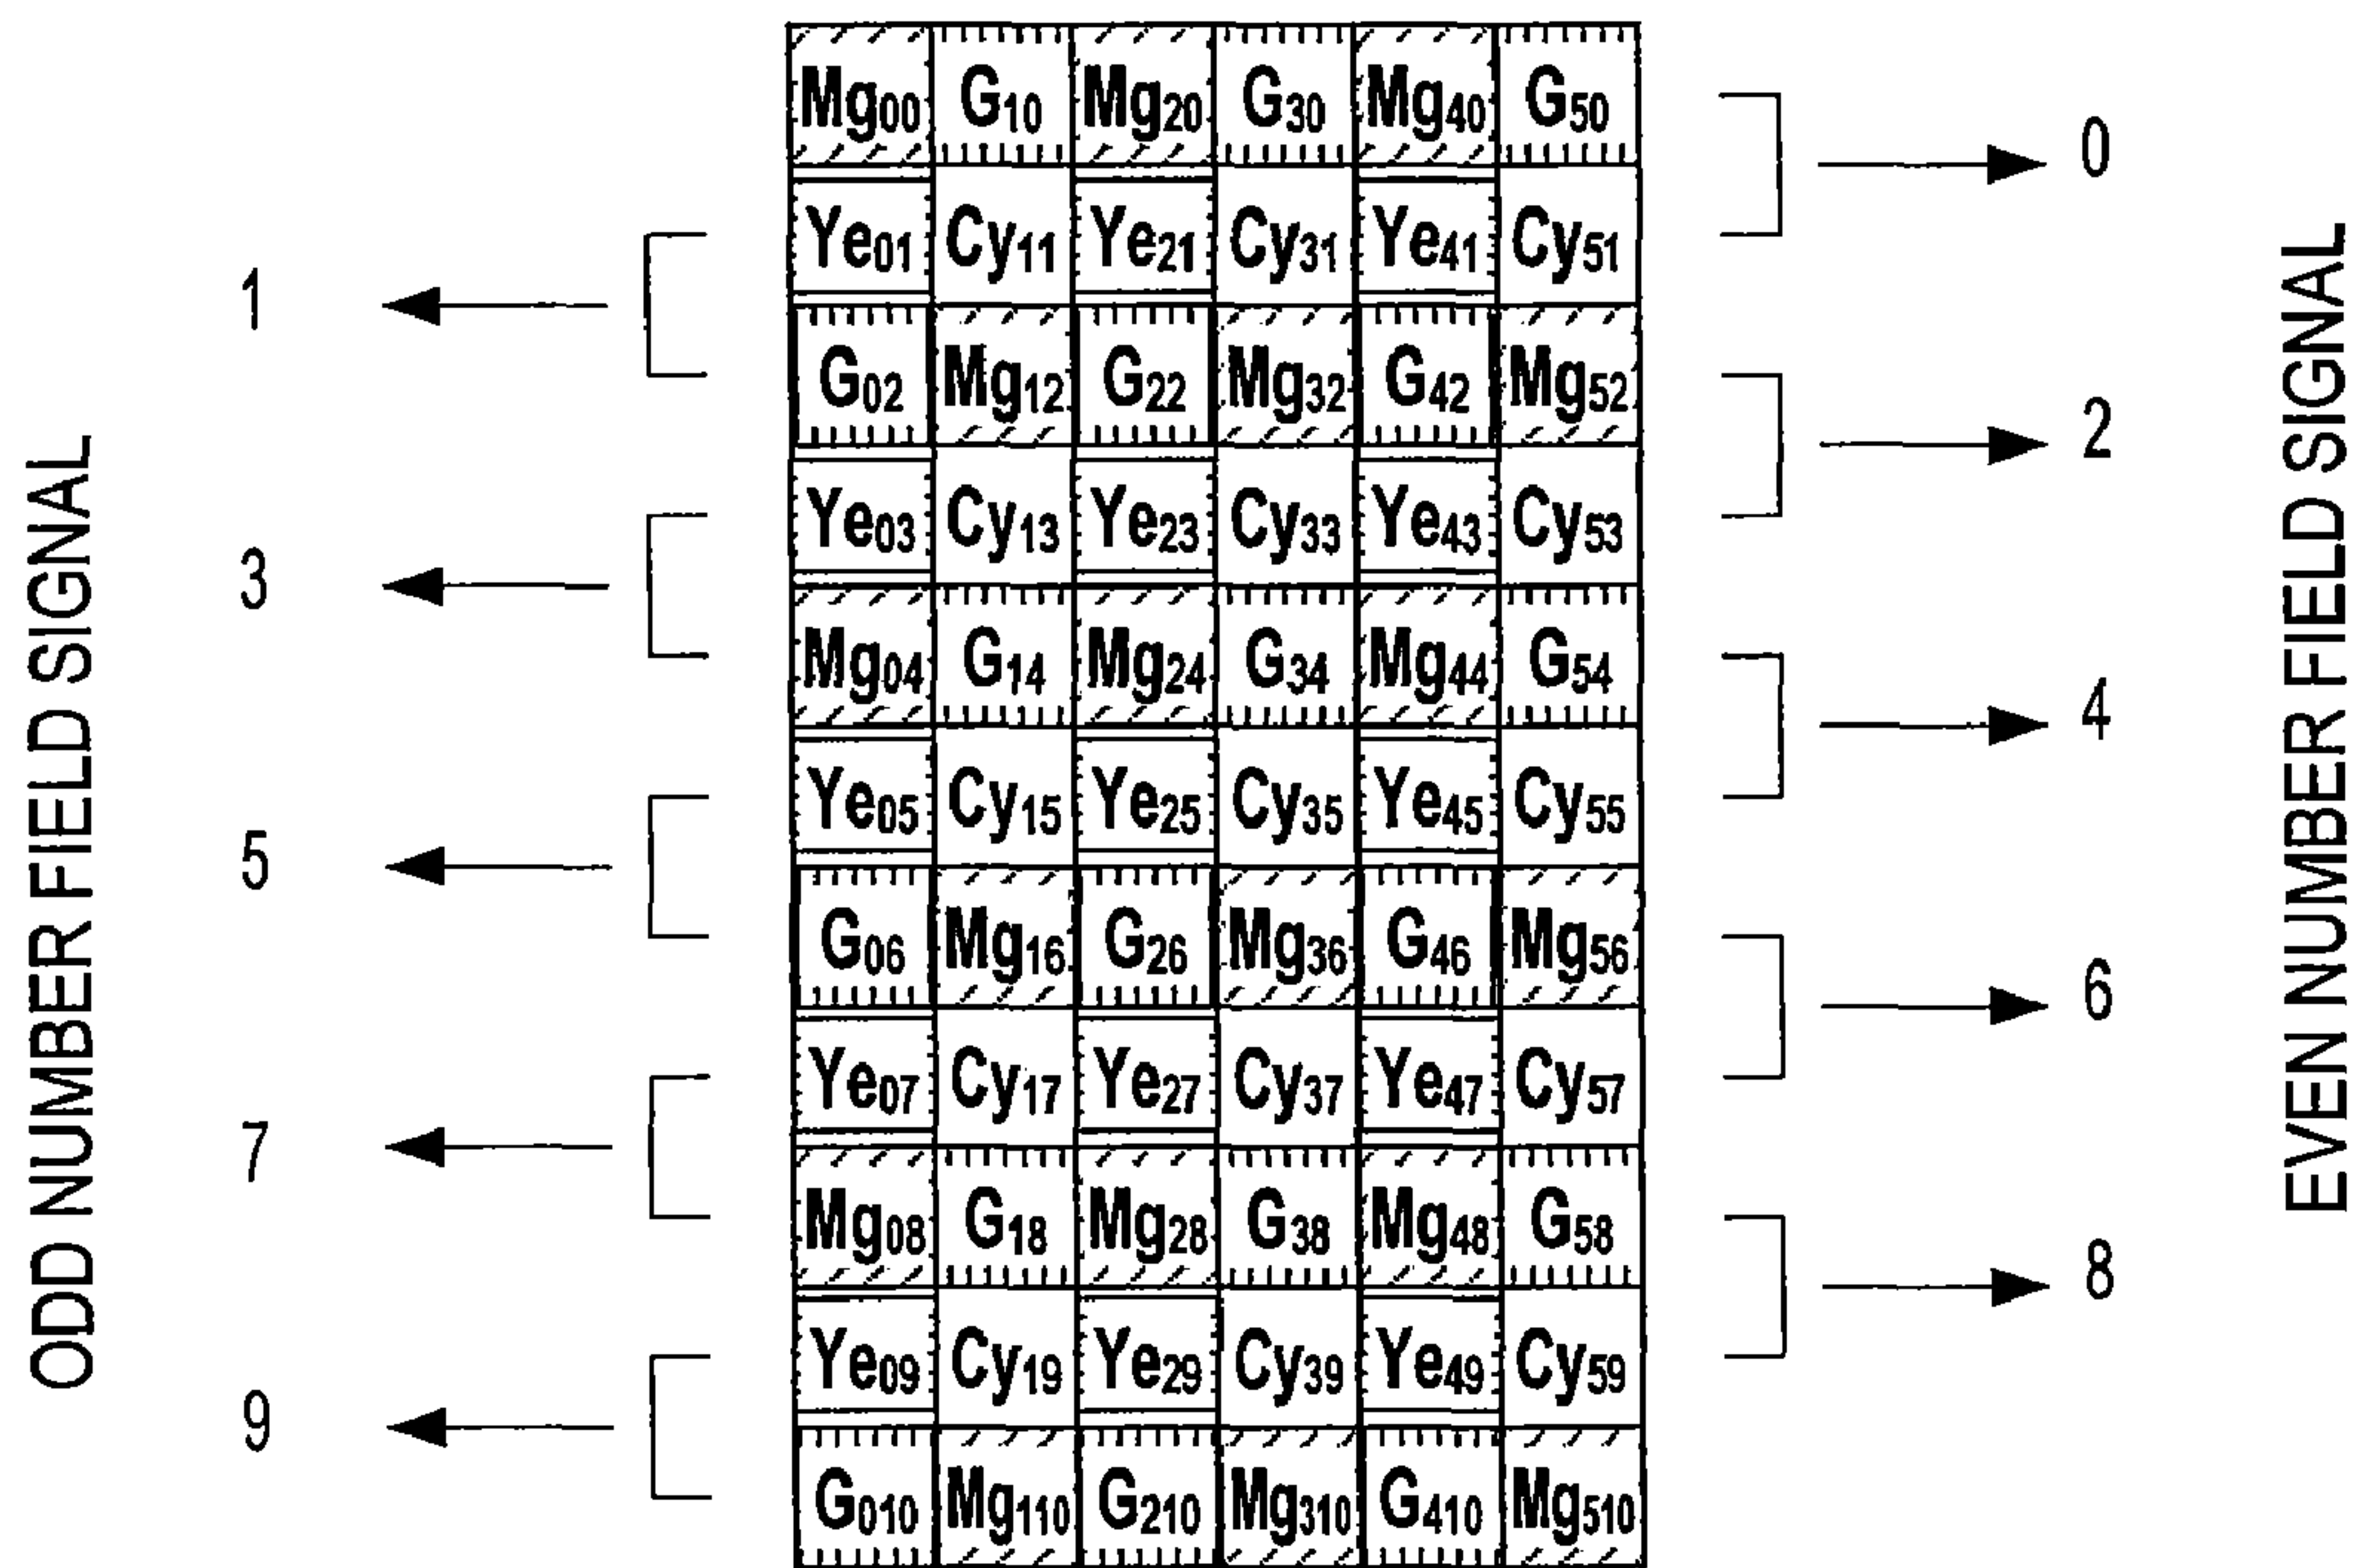 ODD NUMBER FIELD SIGNAL
1
3
5
7
9
Mg00 G10 Mg20 G30 Mg40 G50
Ye01 Cy11 Ye21 Cy31 Ye41 Cy51
G02 Mg12 G22 Mg32 G42 Mg52
Ye03 Cy13 Ye23 Cy33 Ye43 Cy53
Mg04 G14 Mg24 G34 Mg44 G54
Ye05 Cy15 Ye25 Cy35 Ye45 Cy55
G06 Mg16 G26 Mg36 G46 Mg56
Ye07 Cy17 Ye27 Cy37 Ye47 Cy57
Mg08 G18 Mg28 G38 Mg48 G58
Ye09 Cy19 Ye29 Cy39 Ye49 Cy59
G010 Mg110 G210 Mg310 G410 Mg510
0
2
4
6
8
EVEN NUMBER FIELD SIGNAL